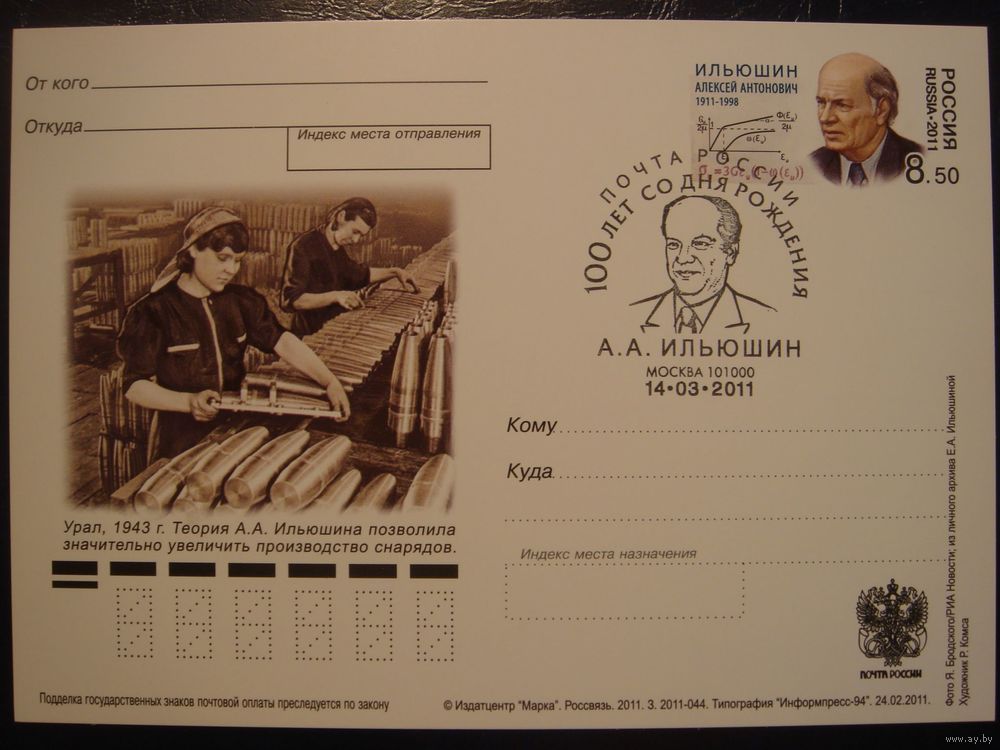 От кого
Откуда
Индекс места отправления
ИЛЬЮШИН
АЛЕКСЕЙ АНТОНОВИЧ
1911-1998
РОССИЯ
RUSSIA•2011
8.50
ПОЧТА РОССИИ
100 ЛЕТ СО ДНЯ РОЖДЕНИЯ
А.А. ИЛЬЮШИН
МОСКВА 101000
14•03•2011
Кому
Куда
Индекс места назначения
Урал, 1943 г. Теория А.А. Ильюшина позволила
значительно увеличить производство снарядов.
ПОЧТА РОССИИ
Фото Я. Бродского/РИА Новости; из личного архива Е.А. Ильюшиной
Художник Р. Комса
Подделка государственных знаков почтовой оплаты преследуется по закону
© Издатцентр "Марка". Россвязь. 2011. З. 2011-044. Типография "Информпресс-94". 24.02.2011.
www.ay.by